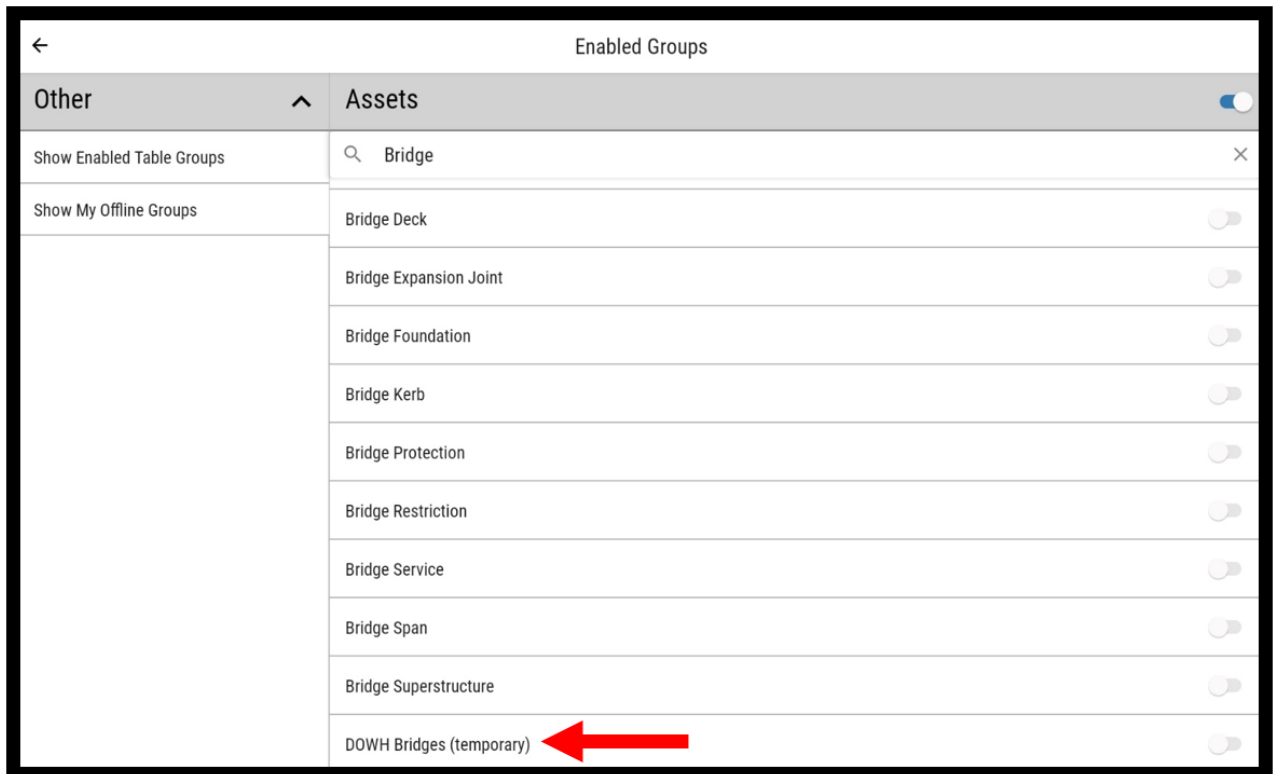 Enabled Groups
Other
Assets
Show Enabled Table Groups
Bridge
Show My Offline Groups
Bridge Deck
Bridge Expansion Joint
Bridge Foundation
Bridge Kerb
Bridge Protection
Bridge Restriction
Bridge Service
Bridge Span
Bridge Superstructure
DOWH Bridges (temporary)